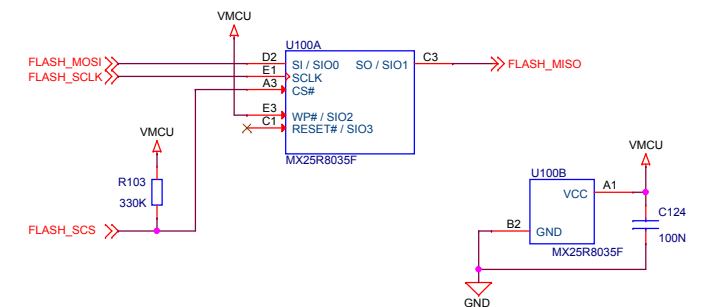 VMCU
U100A
FLASH_MOSI
D2
SI / SIO0
SO / SIO1
C3
FLASH_MISO
FLASH_SCLK
E1
SCLK
A3
CS#
E3
WP# / SIO2
C1
RESET# / SIO3
MX25R8035F
VMCU
R103
330K
FLASH_SCS
VMCU
U100B
VCC
A1
C124
100N
B2
GND
MX25R8035F
GND